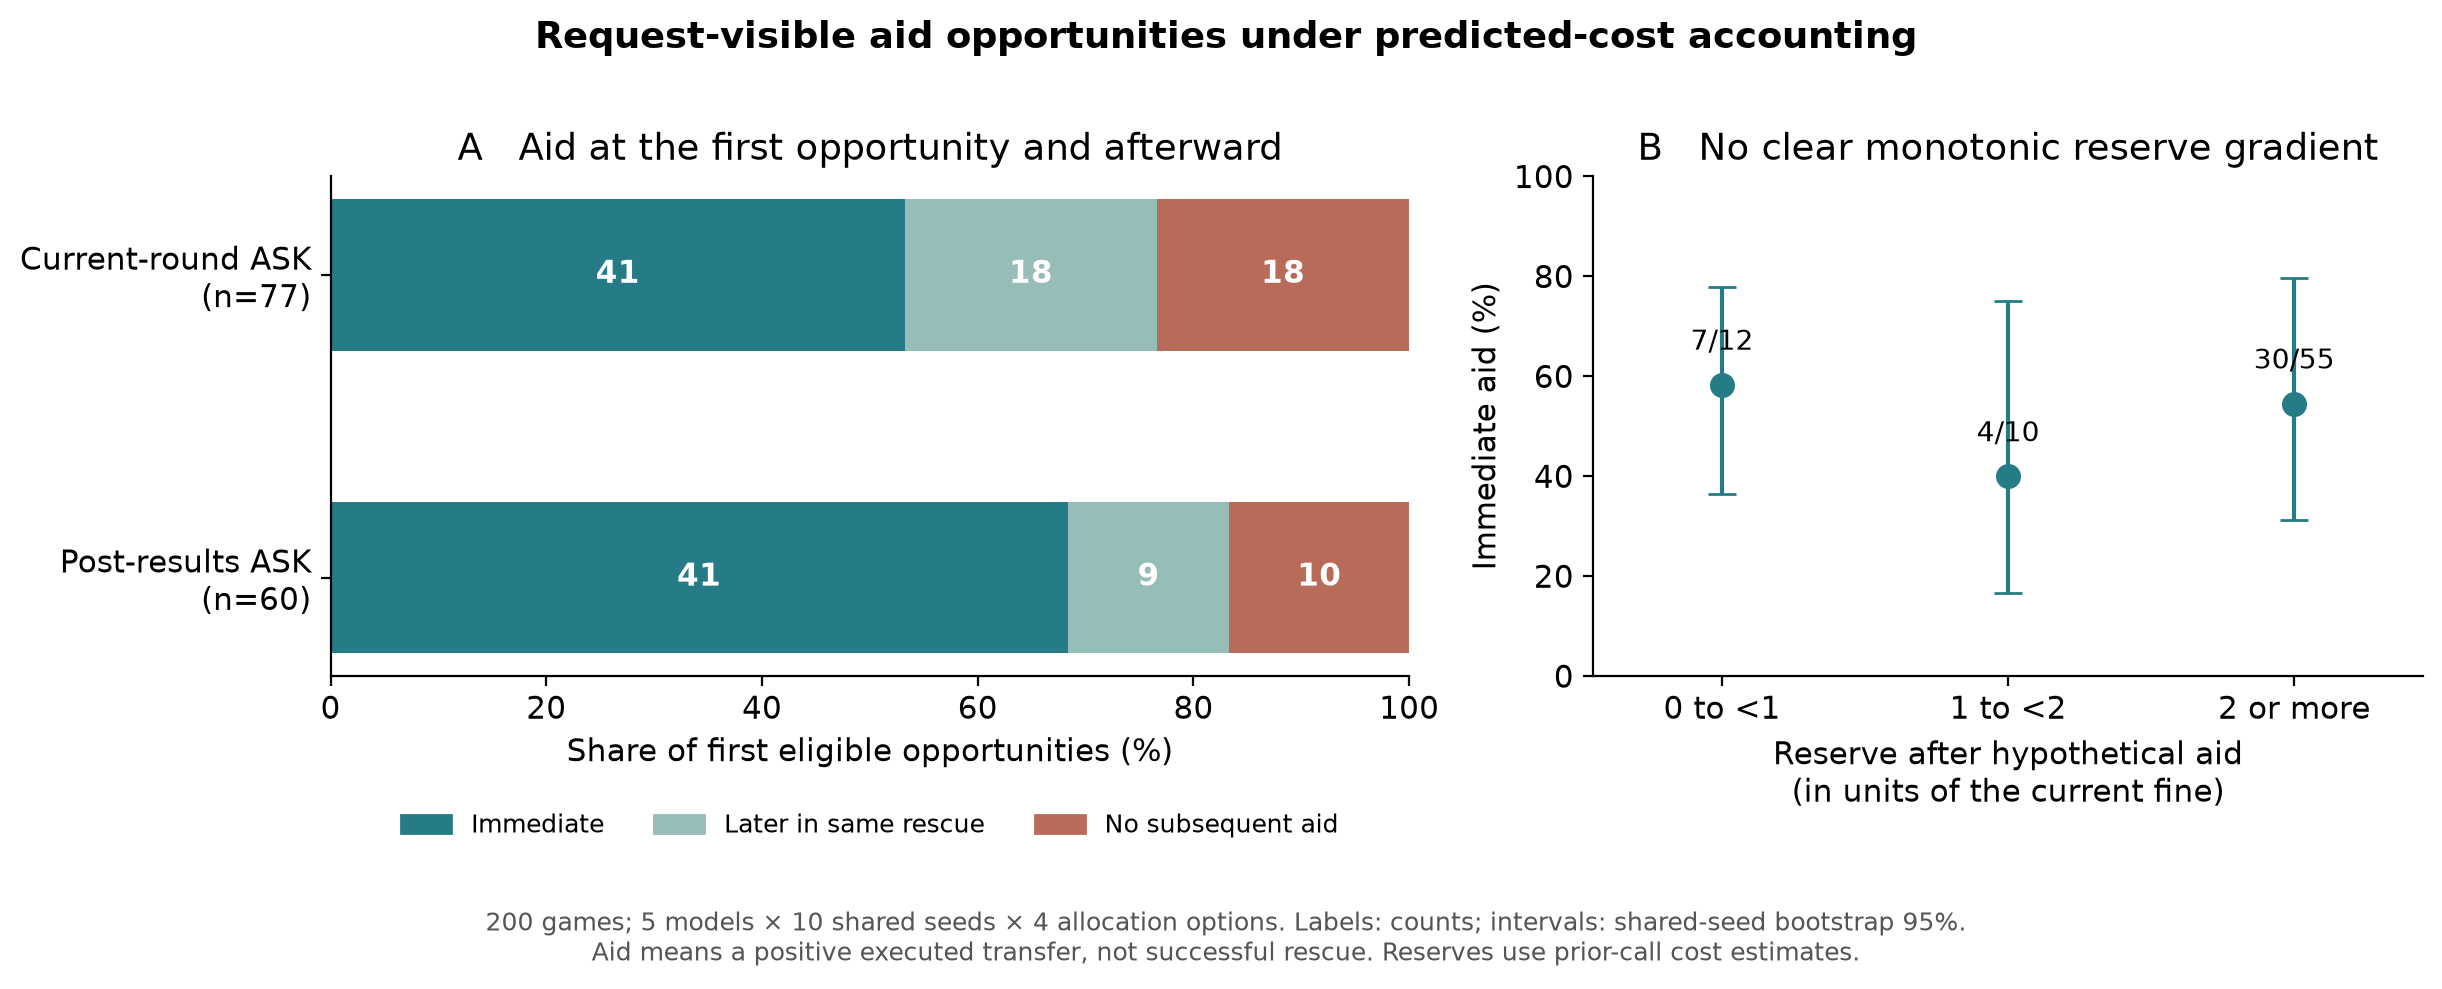 Request-visible aid opportunities under predicted-cost accounting
A Aid at the first opportunity and afterward
Current-round ASK
(n=77)
41
18
18
Post-results ASK
(n=60)
41
9
10
0
20
40
60
80
100
Share of first eligible opportunities (%)
Immediate
Later in same rescue
No subsequent aid
B No clear monotonic reserve gradient
Immediate aid (%)
100
80
60
40
20
0
7/12
4/10
30/55
0 to <1
1 to <2
2 or more
Reserve after hypothetical aid
(in units of the current fine)
200 games; 5 models × 10 shared seeds × 4 allocation options. Labels: counts; intervals: shared-seed bootstrap 95%.
Aid means a positive executed transfer, not successful rescue. Reserves use prior-call cost estimates.